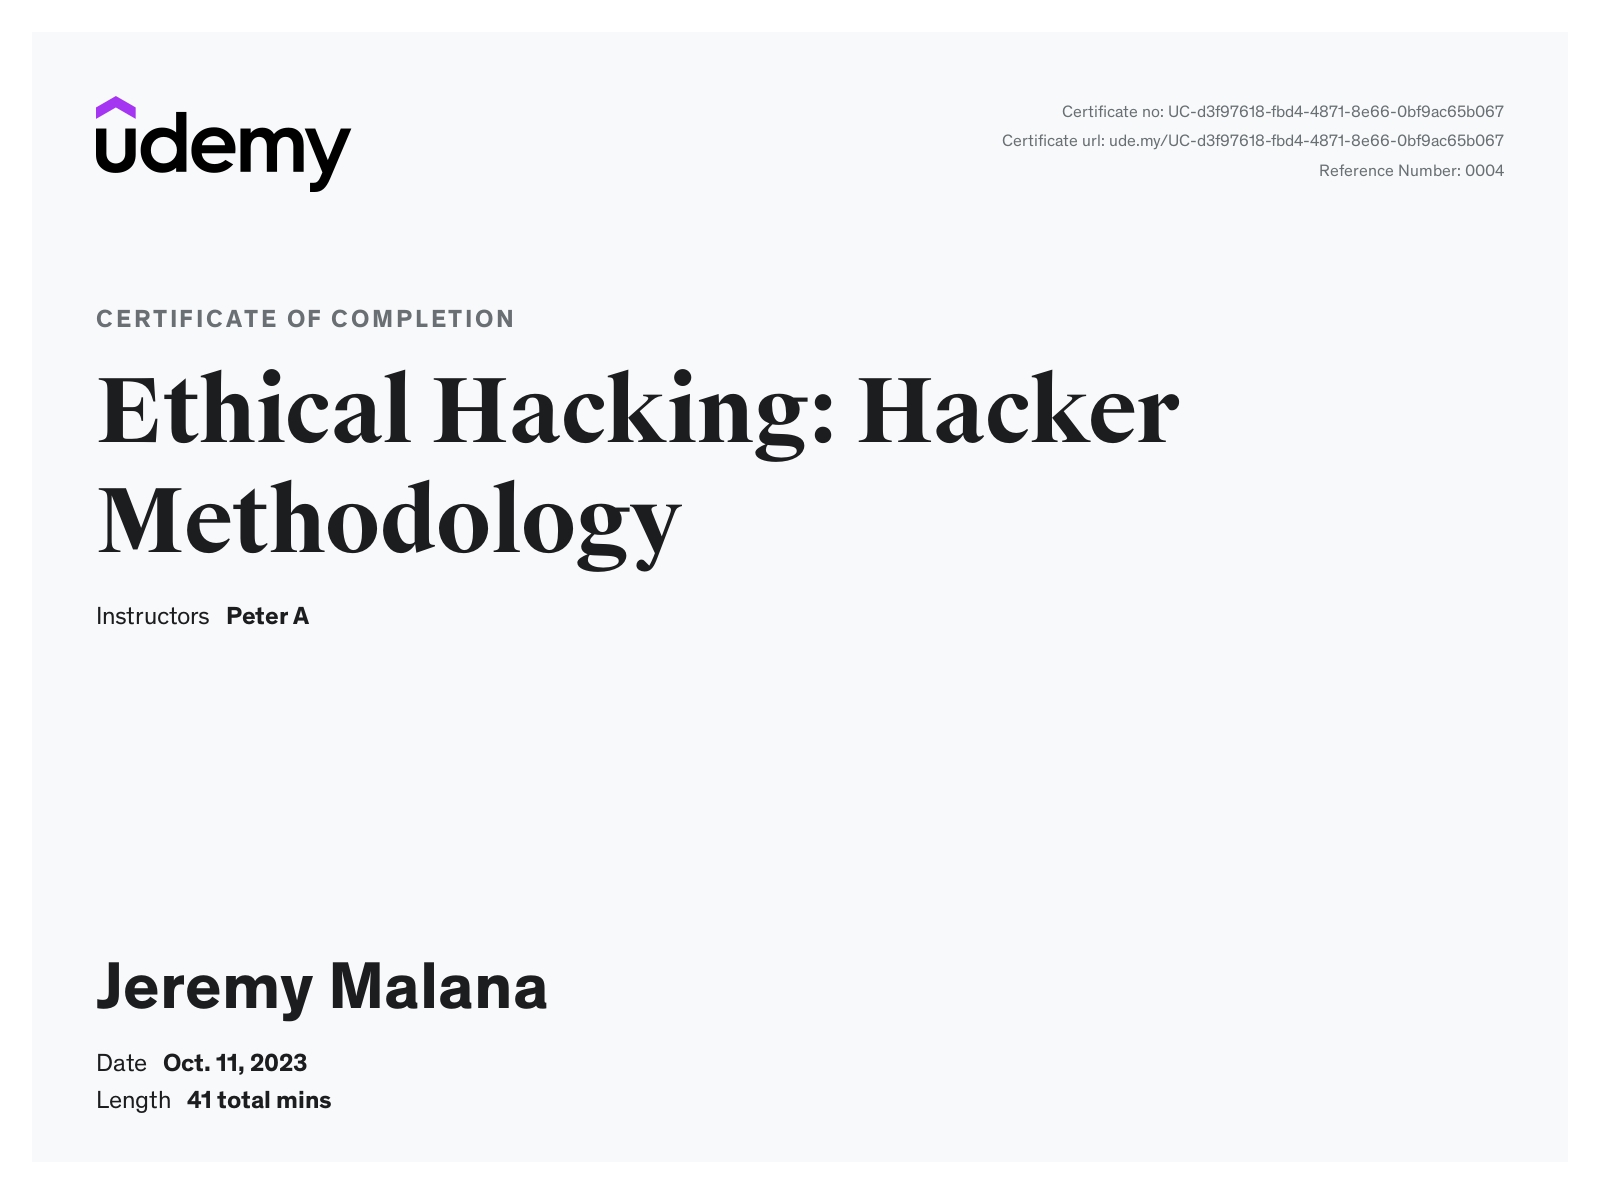 udemy
Certificate no: UC-d3f97618-fbd4-4871-8e66-0bf9ac65b067
Certificate url: ude.my/UC-d3f97618-fbd4-4871-8e66-0bf9ac65b067
Reference Number: 0004
CERTIFICATE OF COMPLETION
Ethical Hacking: Hacker
Methodology
Instructors Peter A
Jeremy Malana
Date Oct. 11, 2023
Length 41 total mins